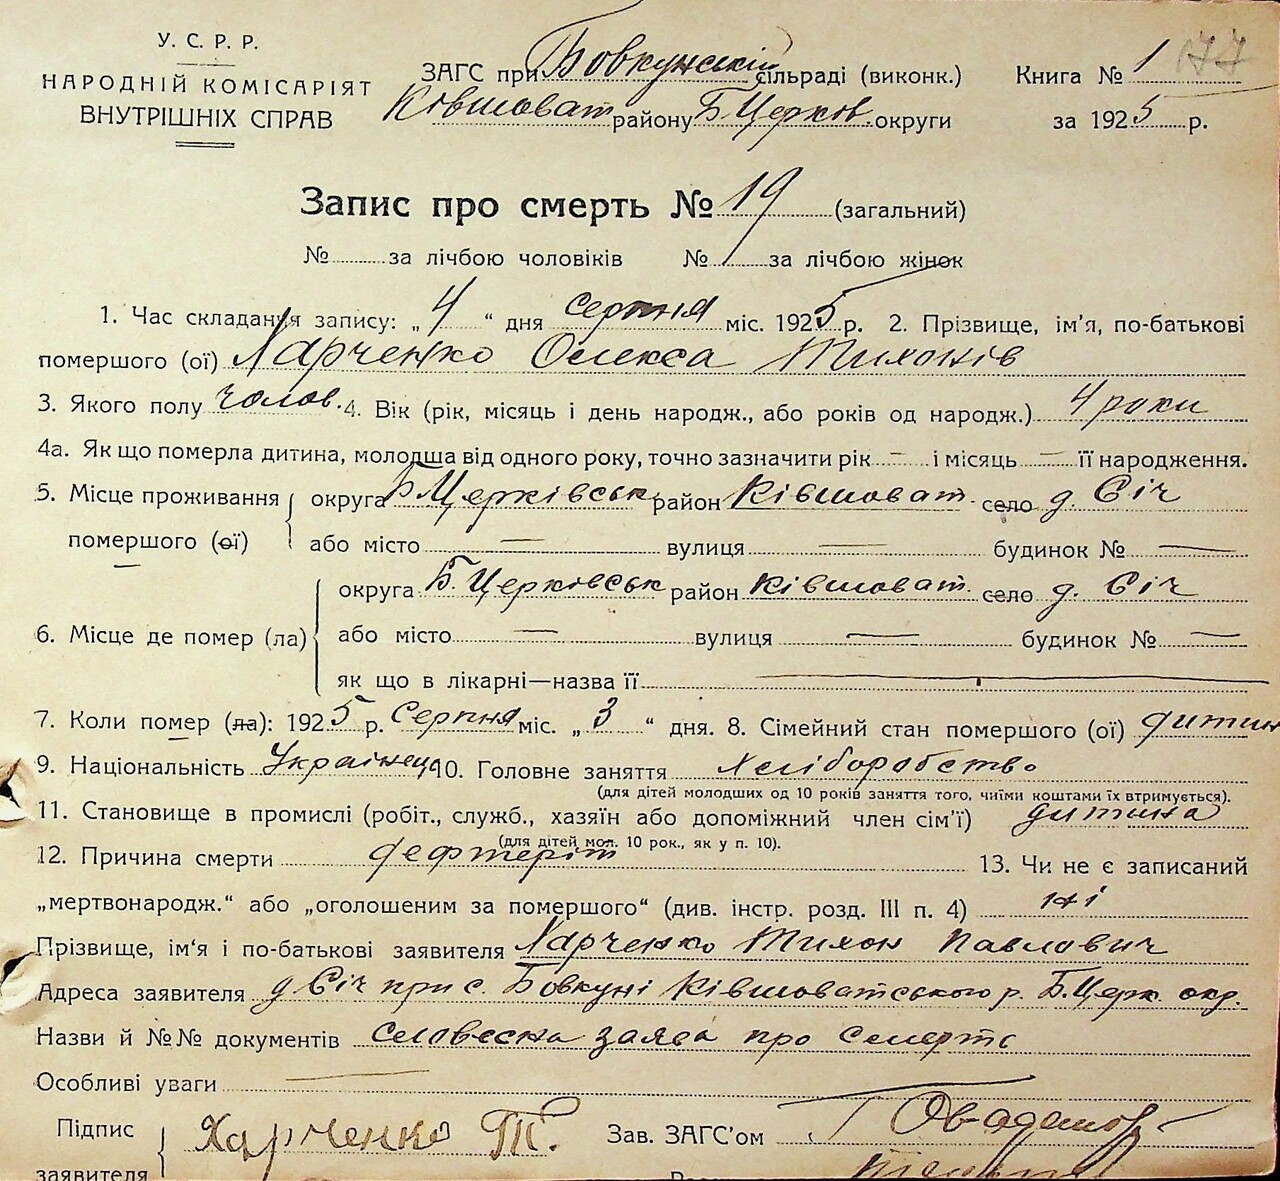 У. С. Р. Р.
НАРОДНІЙ КОМІСАРІЯТ
ВНУТРІШНІХ СПРАВ
ЗАГС при Бовкунській сільраді (виконк.)
Ківшоват району Б. Церков. округи
Книга № 1 177
за 1925 р.
Запис про смерть № 19 (загальний)
№ за лічбою чоловіків № за лічбою жінок
1. Час складання запису: „4“ дня серпня міс. 1925 р. 2. Прізвище, ім'я, по-батькові
помершого (ої) Харченко Олекса Тихонів
3. Якого полу чолов. 4. Вік (рік, місяць і день народж., або років од народж.) 4 роки
4а. Як що померла дитина, молодша від одного року, точно зазначити рік — і місяць — її народження.
5. Місце проживання помершого (ої)
округа Б. Церківськ район Ківшоват. село д. Січ
або місто — вулиця — будинок № —
6. Місце де помер (ла)
округа Б. Церківськ район Ківшоват. село д. Січ
або місто — вулиця — будинок № —
як що в лікарні—назва її —
7. Коли помер (ла): 1925 р. Серпня міс. „3“ дня. 8. Сімейний стан помершого (ої) дитин
9. Національність Українец 10. Головне заняття хліборобство
(для дітей молодших од 10 років заняття того, чиїми коштами їх втримується).
11. Становище в промислі (робіт., служб., хазяїн або допоміжний член сім'ї) дитина
(для дітей мол. 10 рок., як у п. 10).
12. Причина смерти дефтеріт 13. Чи не є записаний
„мертвонародж.“ або „оголошеним за помершого“ (див. інстр. розд. III п. 4) ні
Прізвище, ім'я і по-батькові заявителя Харченко Тихон Павлович
Адреса заявителя д Січ при с. Бовкуні Ківшоватського р. Б. Церк. окр.
Назви й №№ документів словесна заява про смерть
Особливі уваги —
Підпис
заявителя
Харченко Т.
Зав. ЗАГС'ом